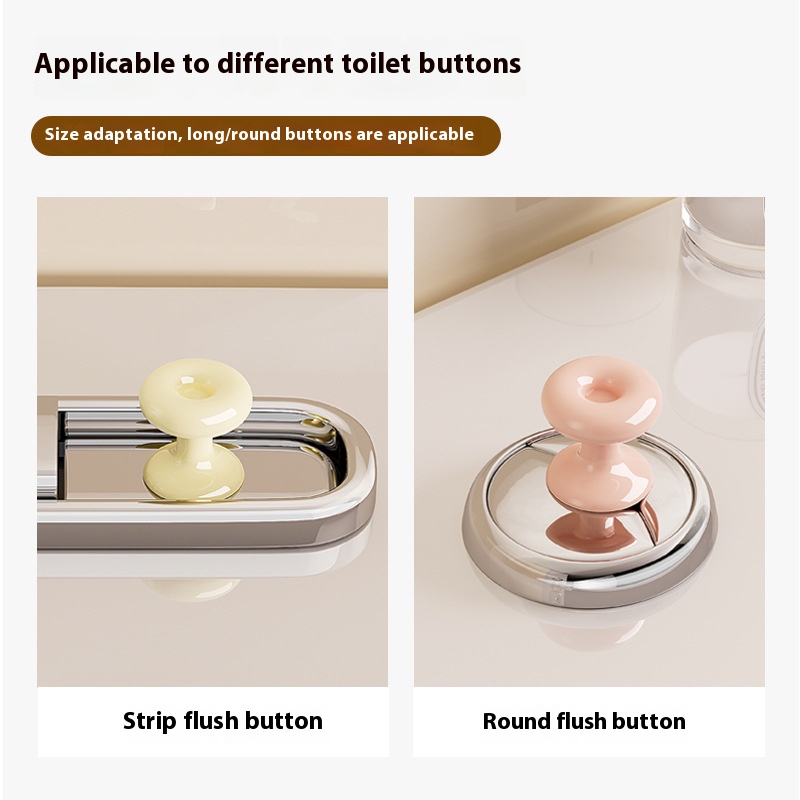 Applicable to different toilet buttons
Size adaptation, long/round buttons are applicable
Strip flush button
Round flush button